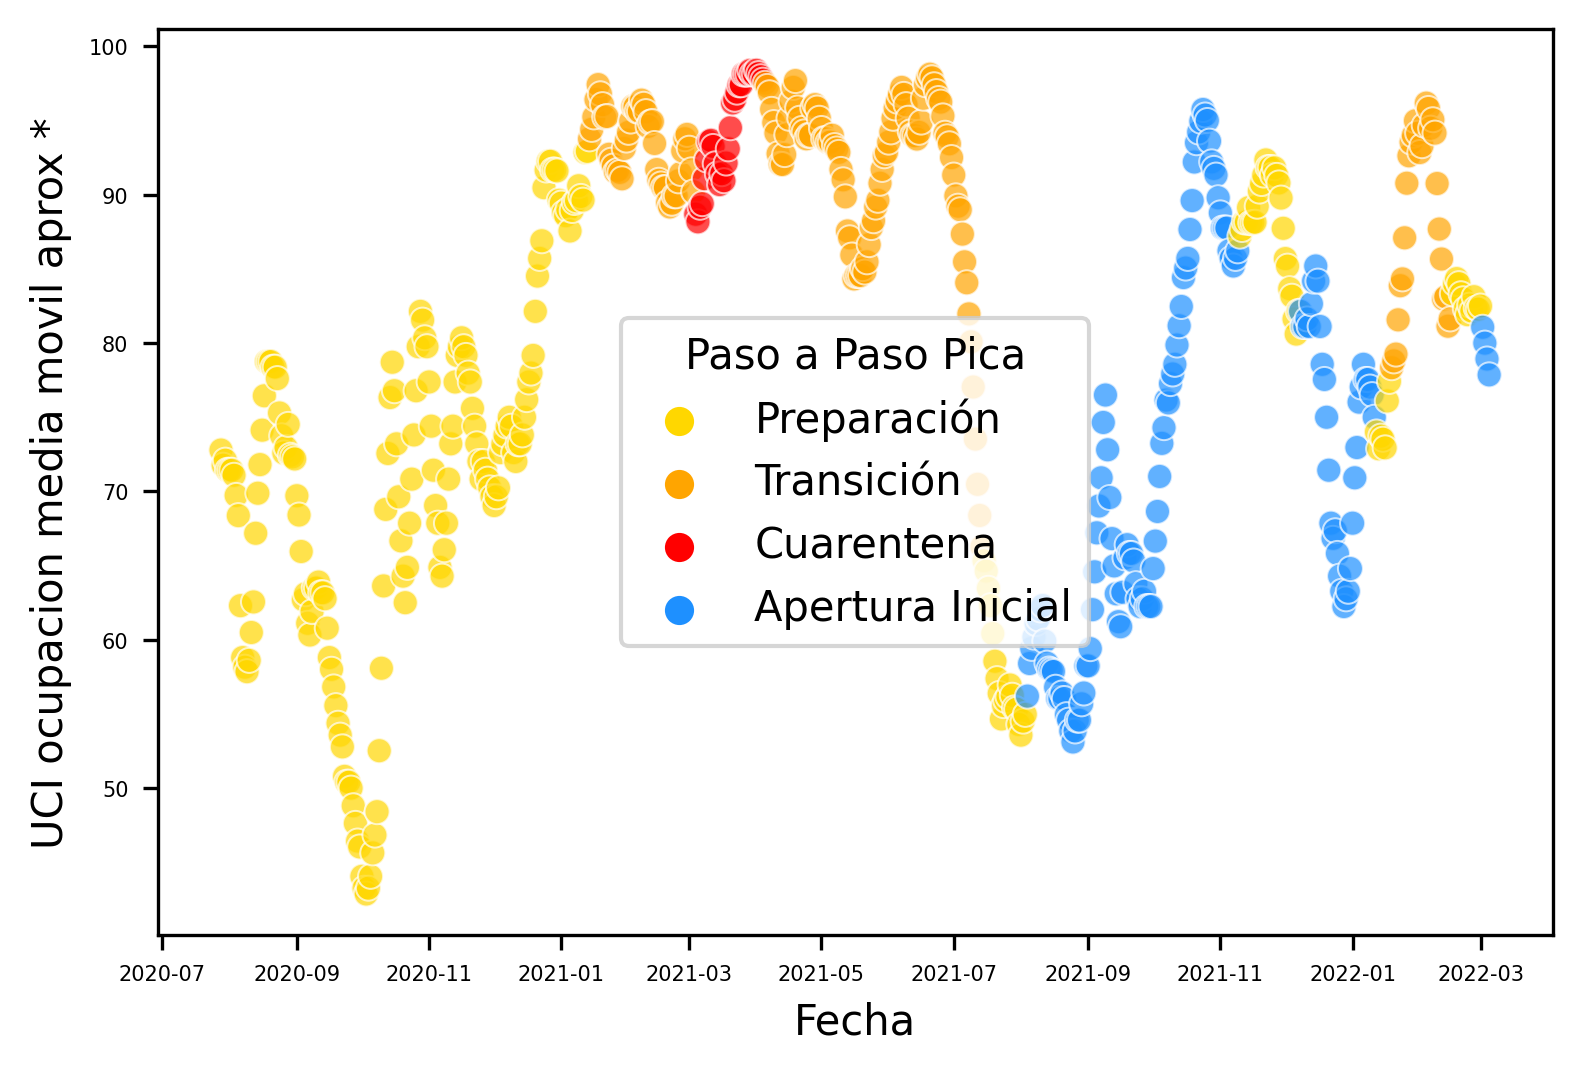 100
90
80
70
60
50
UCI ocupacion media movil aprox *
Paso a Paso Pica
Preparación
Transición
Cuarentena
Apertura Inicial
2020-07 2020-09 2020-11 2021-01 2021-03 2021-05 2021-07 2021-09 2021-11 2022-01 2022-03
Fecha